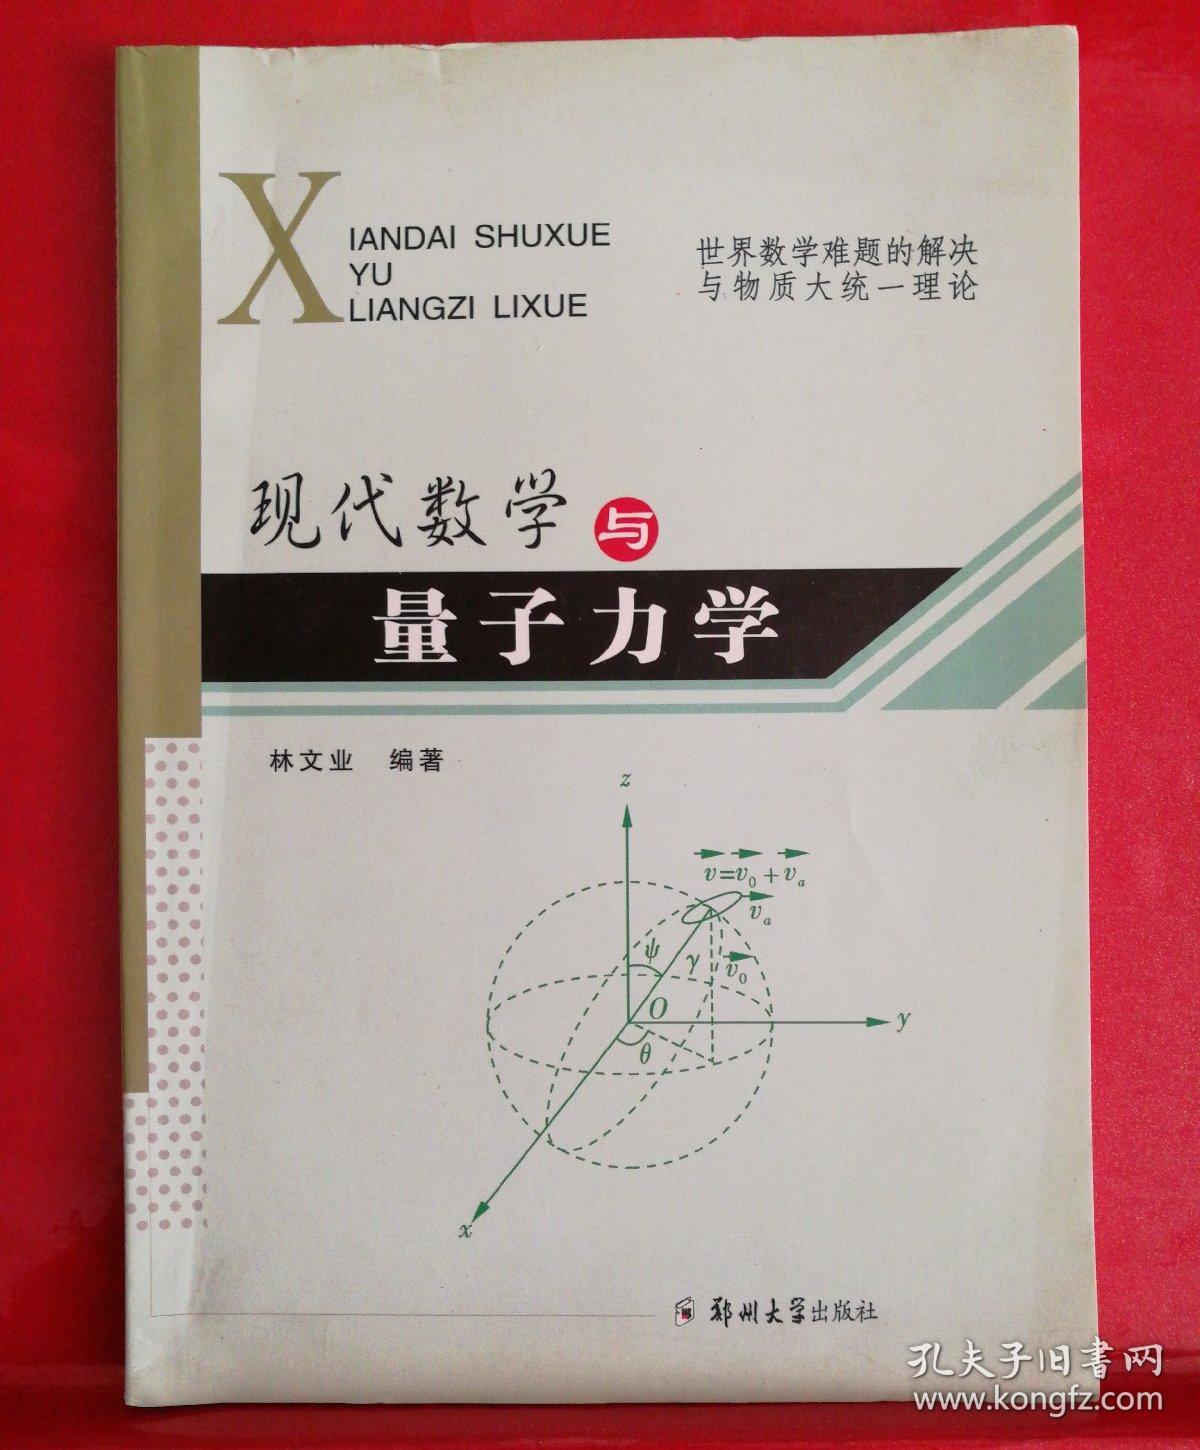 XIANDAI SHUXUE
YU
LIANGZI LIXUE
世界数学难题的解决
与物质大统一理论
现代数学与
量子力学
林文业 编著
z
v=v₀+vₐ
vₐ
ψ
γ
v₀
O
y
θ
x
郑州大学出版社
孔夫子旧书网
www.kongfz.com